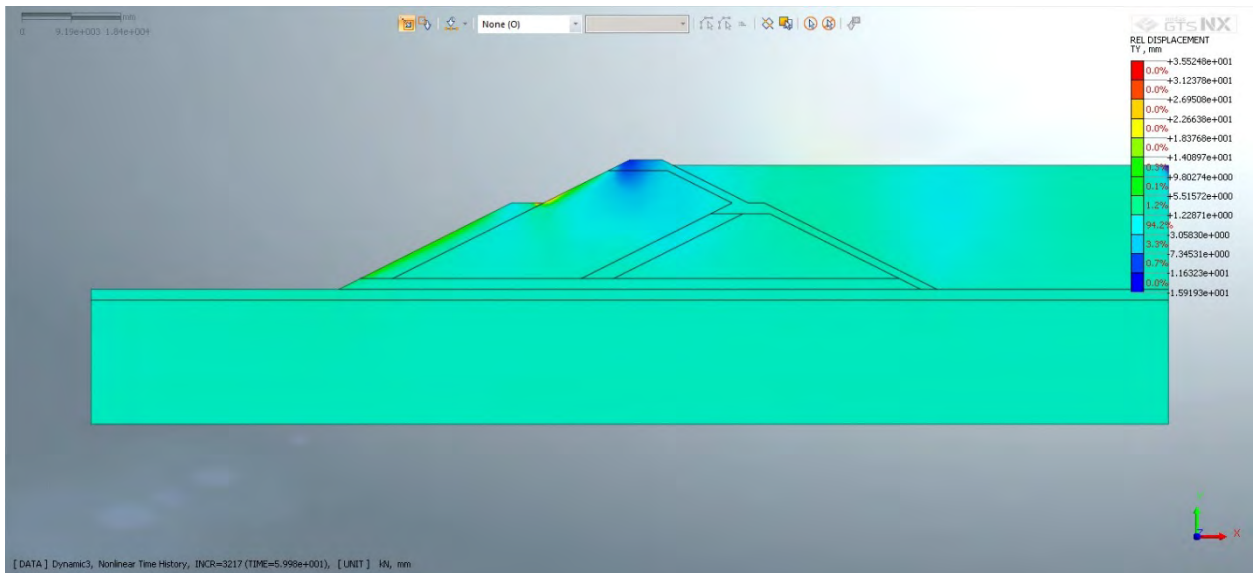 mm
0 9.19e+003 1.84e+004
None (O)
GTS NX
REL DISPLACEMENT
TY , mm
+3.55248e+001
0.0%
+3.12378e+001
0.0%
+2.69508e+001
0.0%
+2.26638e+001
0.0%
+1.83768e+001
0.0%
+1.40897e+001
0.3%
+9.80274e+000
0.1%
+5.51572e+000
1.2%
+1.22871e+000
94.2%
-3.05830e+000
3.3%
-7.34531e+000
0.7%
-1.16323e+001
0.0%
-1.59193e+001
Z X
[ DATA ] Dynamic3, Nonlinear Time History, INCR=3217 (TIME=5.998e+001), [ UNIT ] kN, mm